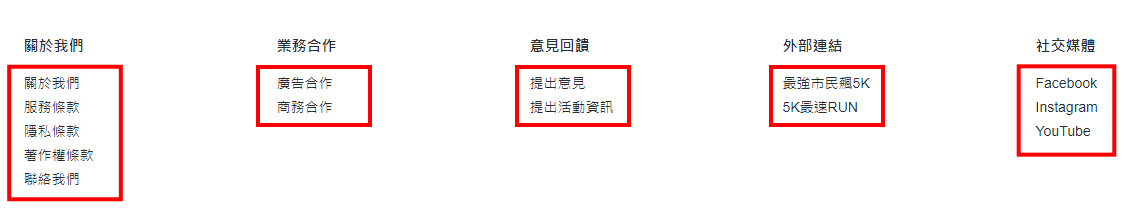 關於我們
關於我們
服務條款
隱私條款
著作權條款
聯絡我們
業務合作
廣告合作
商務合作
意見回饋
提出意見
提出活動資訊
外部連結
最強市民飆5K
5K最速RUN
社交媒體
Facebook
Instagram
YouTube